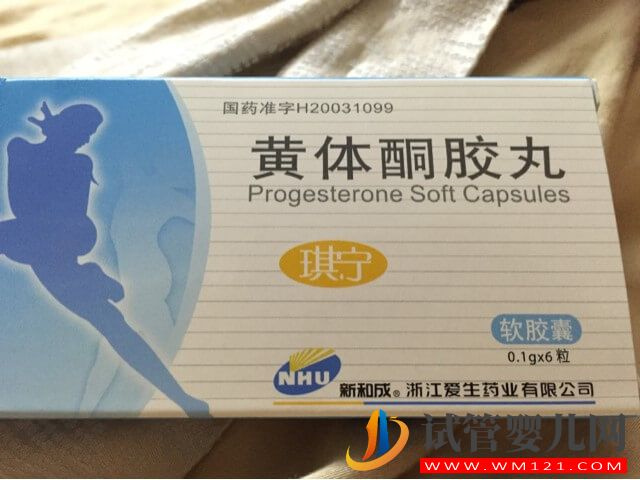 国药准字H20031099
黄体酮胶丸
Progesterone Soft Capsules
琪宁
软胶囊
0.1gx6粒
NHU 新和成® 浙江爱生药业有限公司
试管婴儿网
WWW.WM121.COM